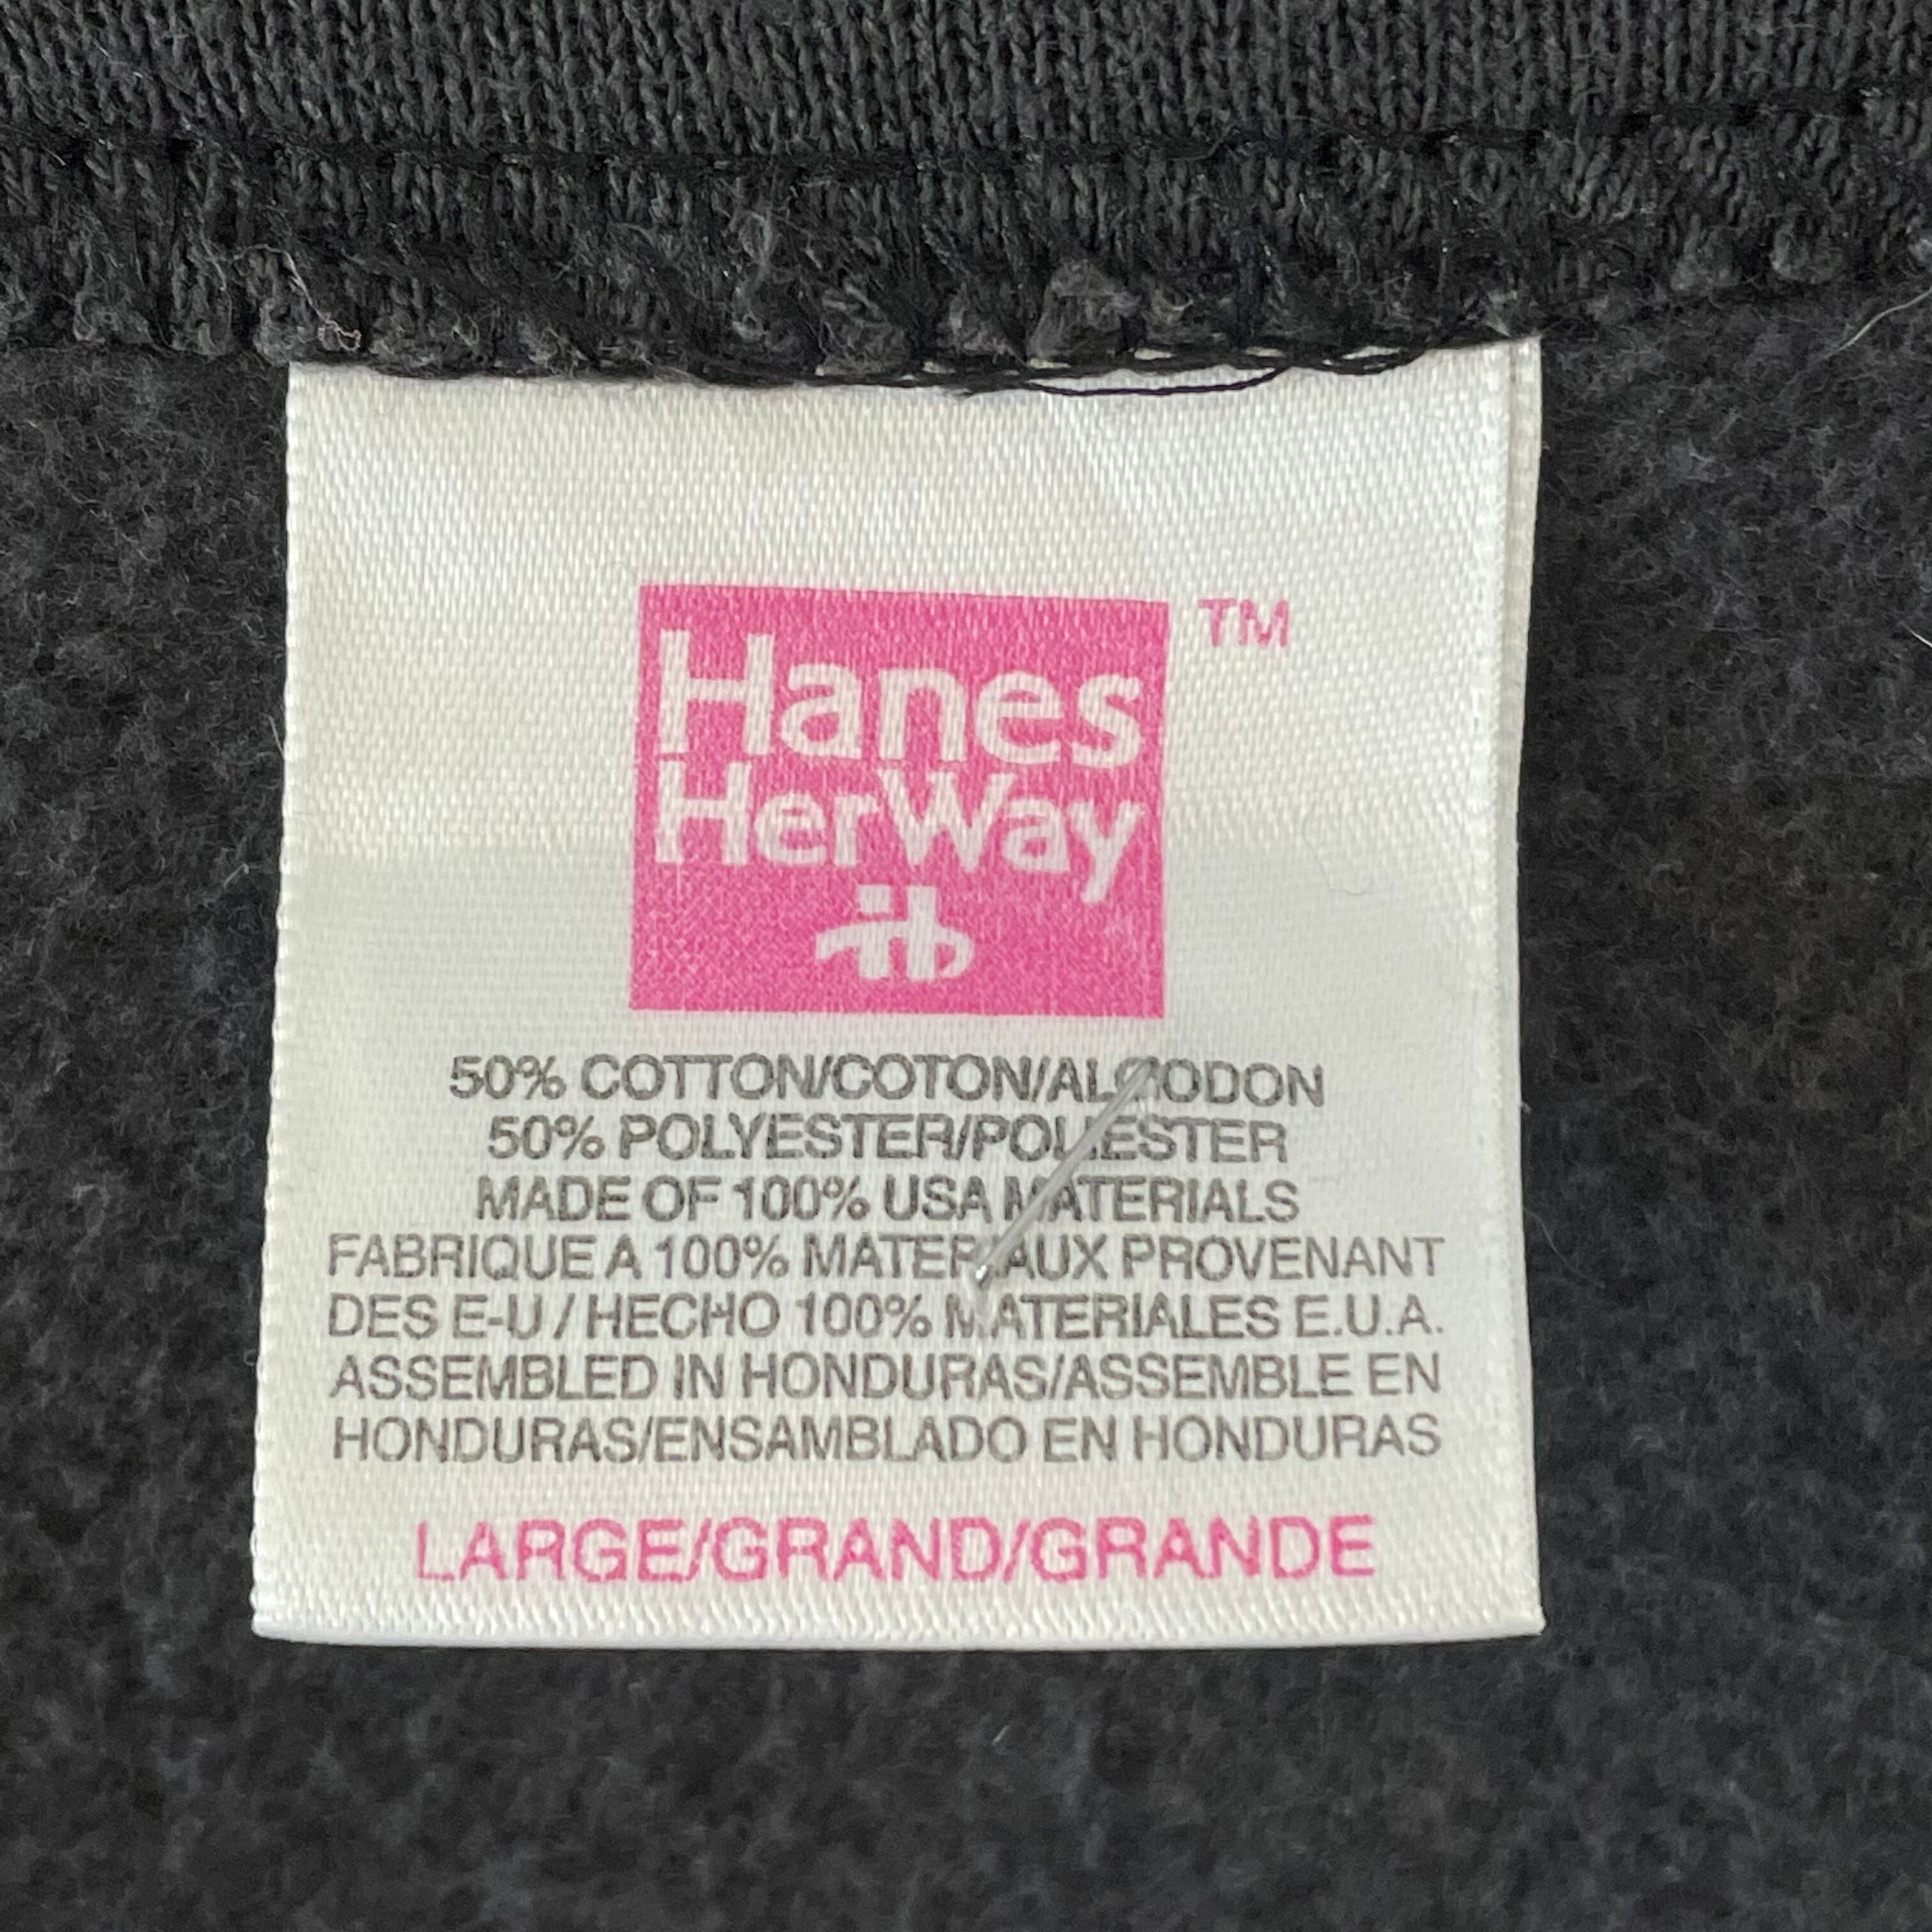 Hanes TM
HerWay
50% COTTON/COTON/ALGODON
50% POLYESTER/POLIESTER
MADE OF 100% USA MATERIALS
FABRIQUE A 100% MATERIAUX PROVENANT
DES E-U / HECHO 100% MATERIALES E.U.A.
ASSEMBLED IN HONDURAS/ASSEMBLE EN
HONDURAS/ENSAMBLADO EN HONDURAS
LARGE/GRAND/GRANDE